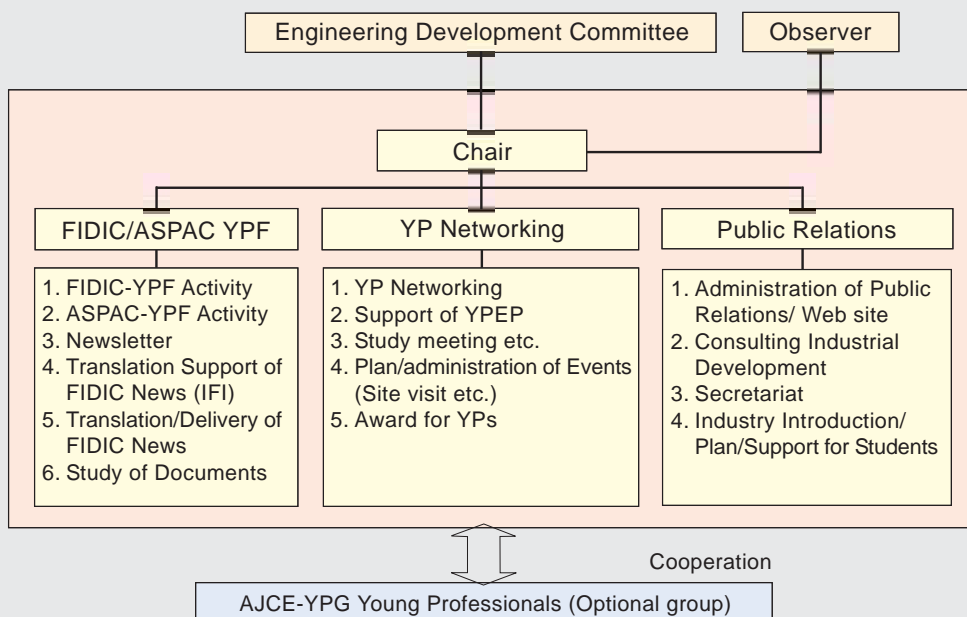 Engineering Development Committee
Observer
Chair
FIDIC/ASPAC YPF
1. FIDIC-YPF Activity
2. ASPAC-YPF Activity
3. Newsletter
4. Translation Support of
FIDIC News (IFI)
5. Translation/Delivery of
FIDIC News
6. Study of Documents
YP Networking
1. YP Networking
2. Support of YPEP
3. Study meeting etc.
4. Plan/administration of Events
(Site visit etc.)
5. Award for YPs
Public Relations
1. Administration of Public
Relations/ Web site
2. Consulting Industrial
Development
3. Secretariat
4. Industry Introduction/
Plan/Support for Students
Cooperation
AJCE-YPG Young Professionals (Optional group)